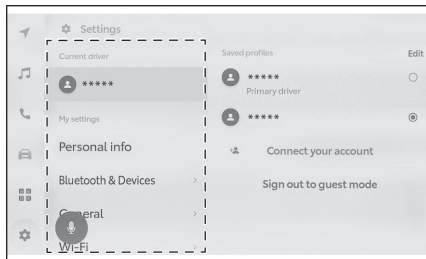 Settings
Current driver
*****
My settings
Personal info
Bluetooth & Devices
General
Wi-Fi
Saved profiles
Edit
*****
Primary driver
*****
Connect your account
Sign out to guest mode